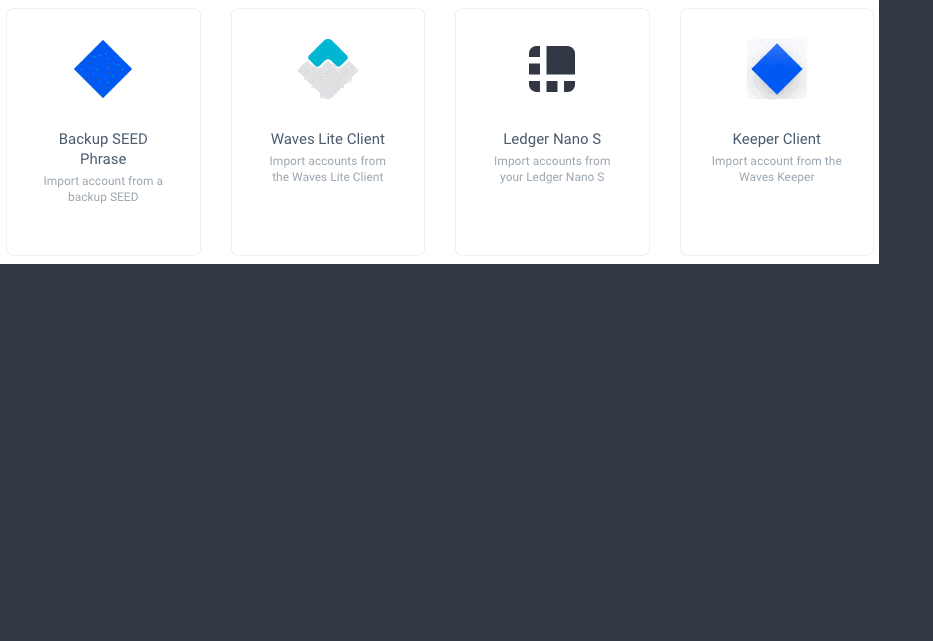 Backup SEED
Phrase
Import account from a
backup SEED
Waves Lite Client
Import accounts from
the Waves Lite Client
Ledger Nano S
Import accounts from
your Ledger Nano S
Keeper Client
Import account from the
Waves Keeper